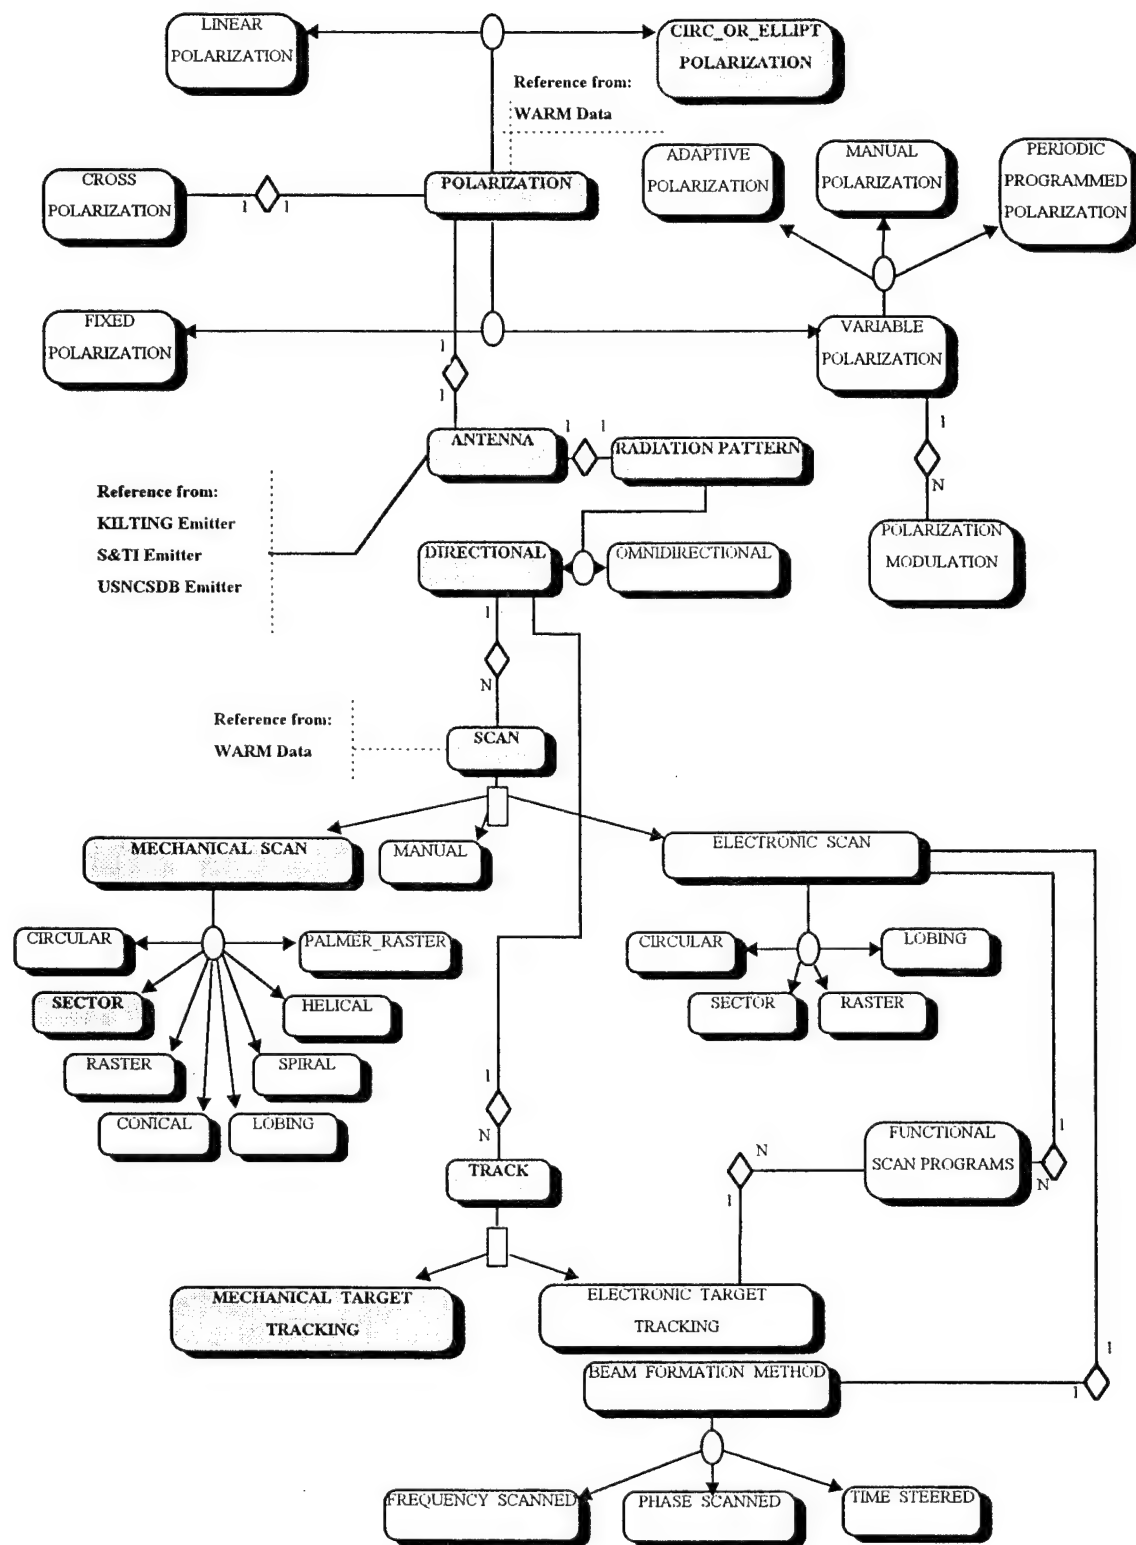 LINEAR
POLARIZATION
CIRC_OR_ELLIPT
POLARIZATION
Reference from:
WARM Data
CROSS
POLARIZATION
1
1
POLARIZATION
ADAPTIVE
POLARIZATION
MANUAL
POLARIZATION
PERIODIC
PROGRAMMED
POLARIZATION
FIXED
POLARIZATION
VARIABLE
POLARIZATION
1
1
1
N
POLARIZATION
MODULATION
ANTENNA
1
1
RADIATION PATTERN
Reference from:
KILTING Emitter
S&TI Emitter
USNCSDB Emitter
DIRECTIONAL
OMNIDIRECTIONAL
1
N
Reference from:
WARM Data
SCAN
MECHANICAL SCAN
MANUAL
ELECTRONIC SCAN
CIRCULAR
PALMER_RASTER
SECTOR
HELICAL
RASTER
SPIRAL
CONICAL
LOBING
CIRCULAR
LOBING
SECTOR
RASTER
1
N
TRACK
N
1
FUNCTIONAL
SCAN PROGRAMS
1
N
MECHANICAL TARGET
TRACKING
ELECTRONIC TARGET
TRACKING
BEAM FORMATION METHOD
1
1
FREQUENCY SCANNED
PHASE SCANNED
TIME STEERED